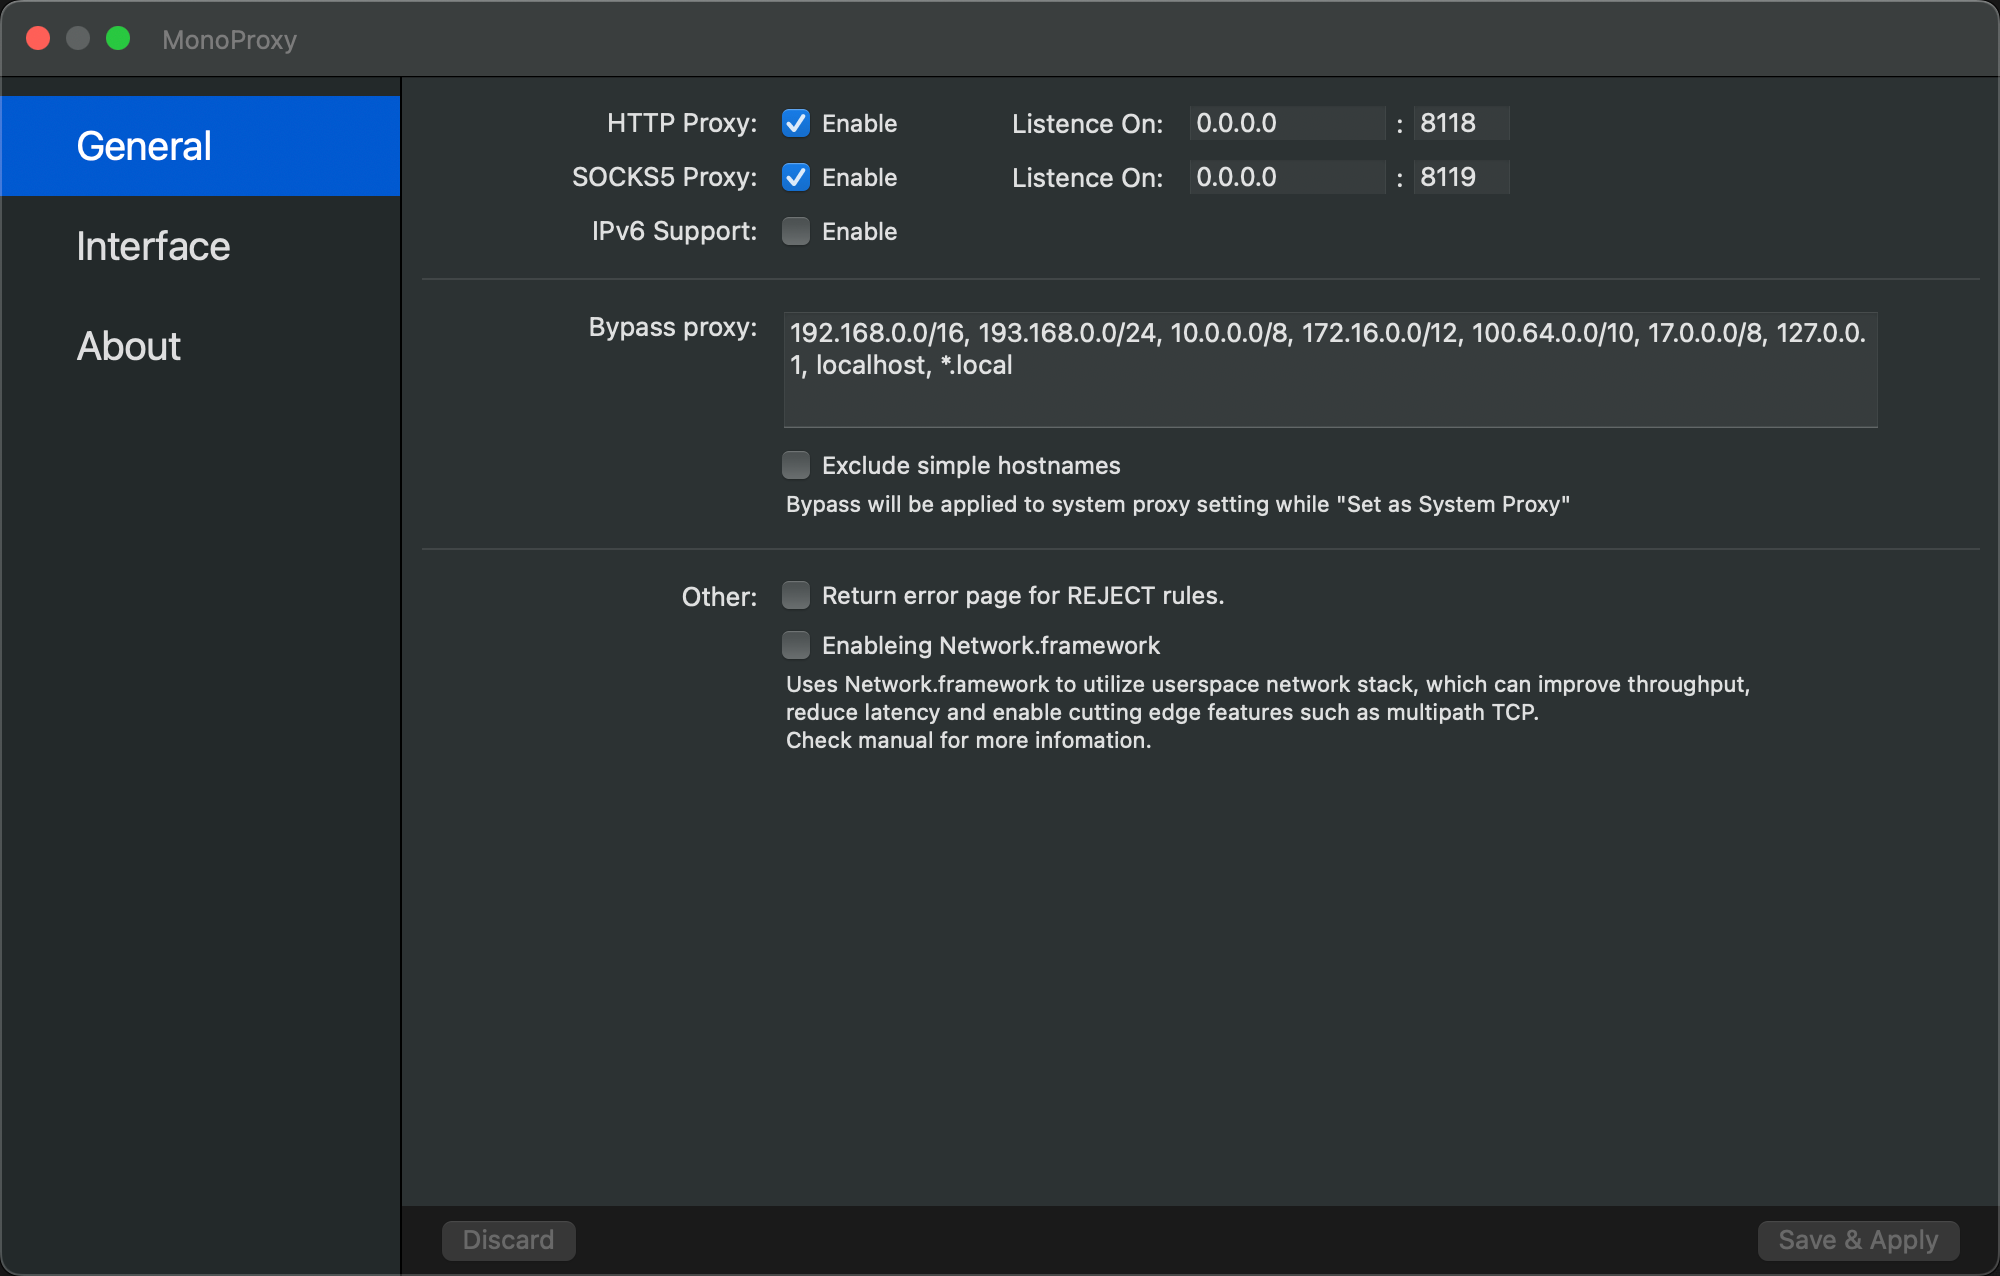 MonoProxy
General
Interface
About
HTTP Proxy: Enable Listence On: 0.0.0.0 : 8118
SOCKS5 Proxy: Enable Listence On: 0.0.0.0 : 8119
IPv6 Support: Enable
Bypass proxy: 192.168.0.0/16, 193.168.0.0/24, 10.0.0.0/8, 172.16.0.0/12, 100.64.0.0/10, 17.0.0.0/8, 127.0.0.
1, localhost, *.local
Exclude simple hostnames
Bypass will be applied to system proxy setting while "Set as System Proxy"
Other: Return error page for REJECT rules.
Enableing Network.framework
Uses Network.framework to utilize userspace network stack, which can improve throughput,
reduce latency and enable cutting edge features such as multipath TCP.
Check manual for more infomation.
Discard Save & Apply